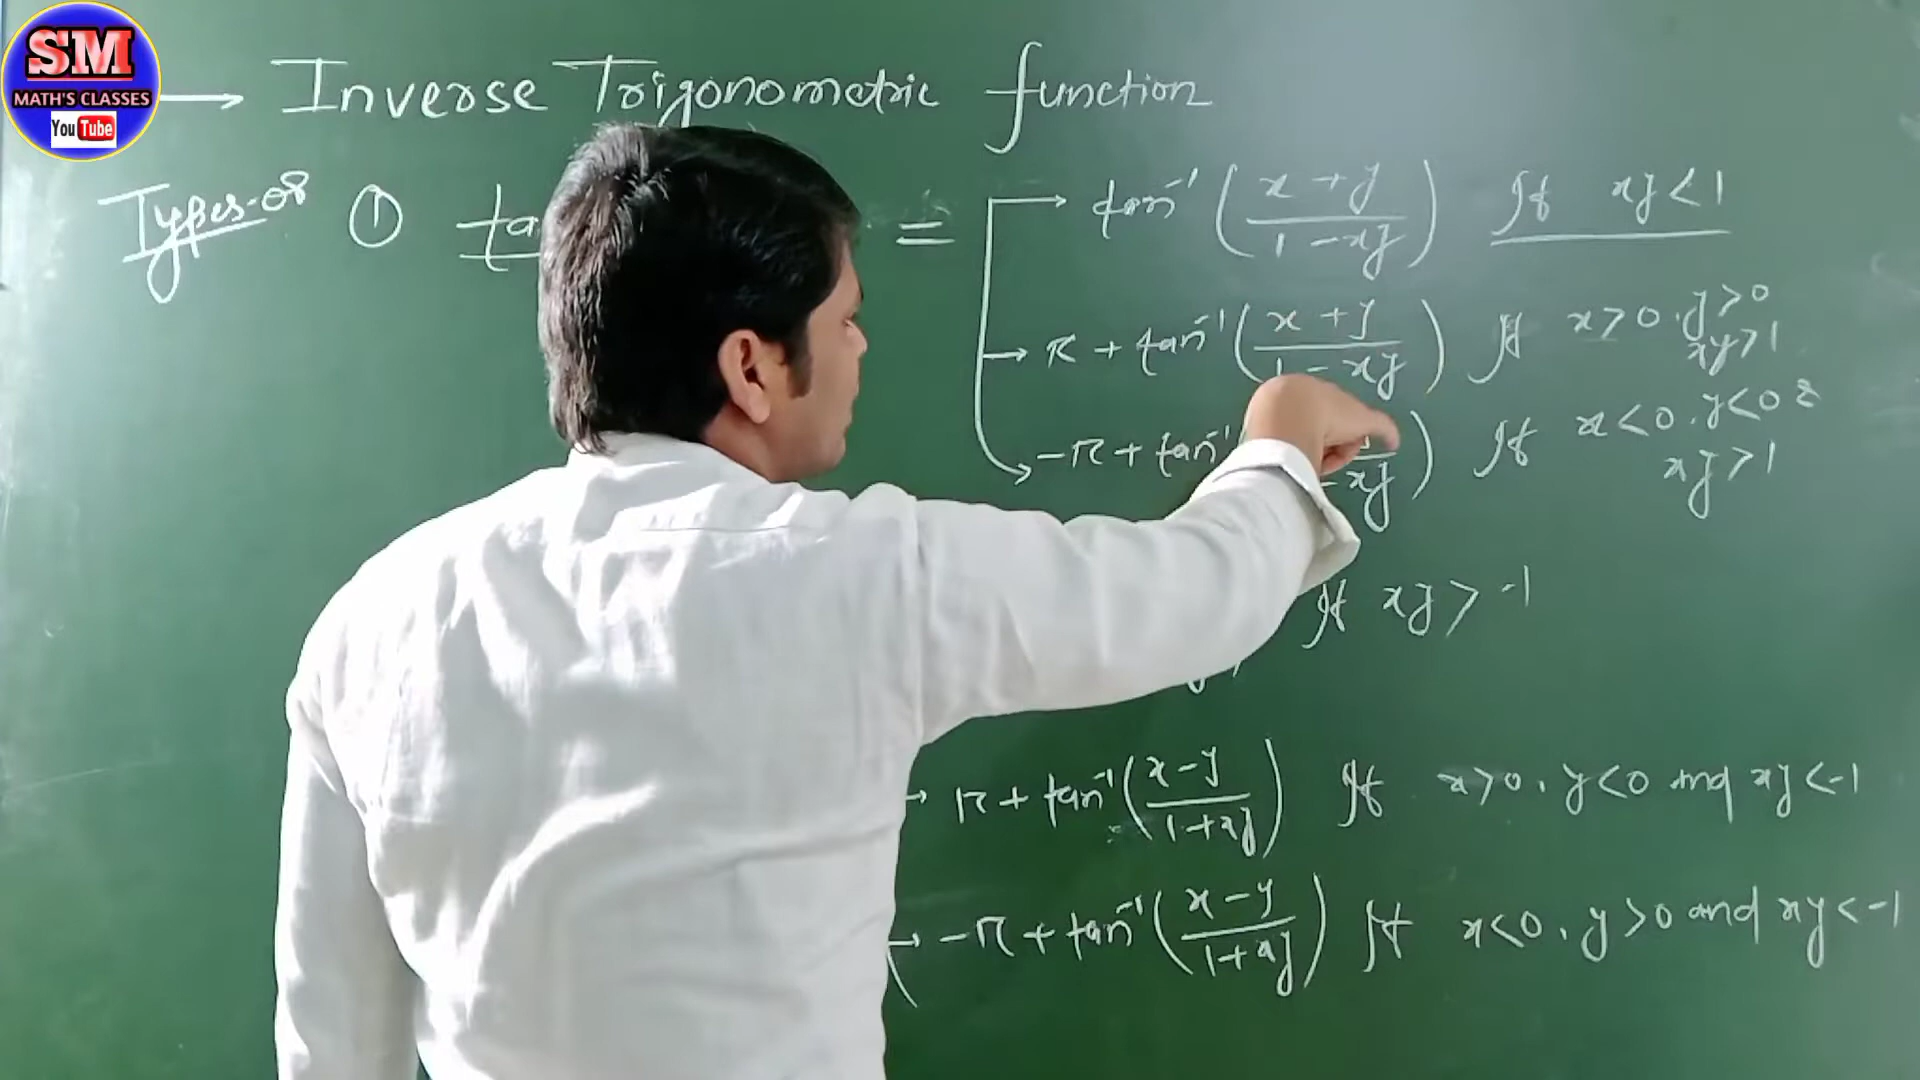 SM
MATH'S CLASSES
YouTube
→ Inverse Trigonometric function
Types-08 ① ta = → tan⁻¹ (x + y / 1 - xy) If xy < 1
→ π + tan⁻¹ (x + y / 1 - xy) If x > 0, y > 0
xy > 1
→ -π + tan⁻¹ xy) If x < 0, y < 0 &
xy > 1
If xy > -1
→ π + tan⁻¹ (x - y / 1 + xy) If x > 0, y < 0 and xy < -1
→ -π + tan⁻¹ (x - y / 1 + xy) If x < 0, y > 0 and xy < -1